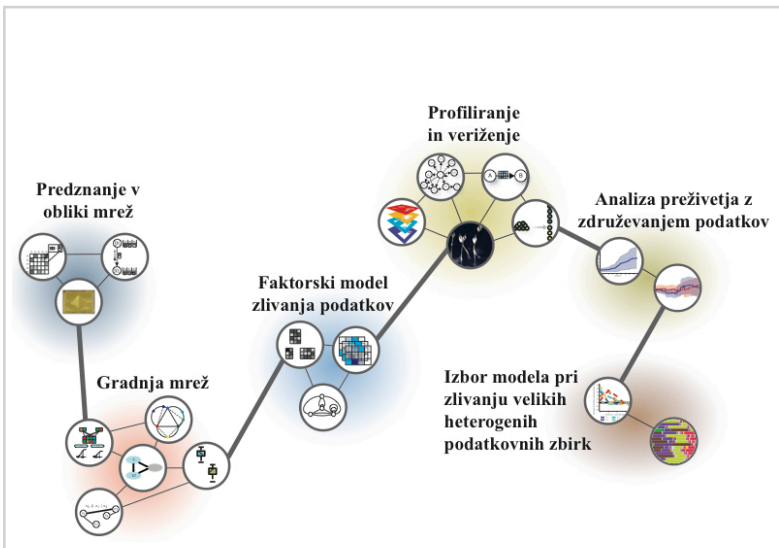 Predznanje v
obliki mrež
Gradnja mrež
Faktorski model
zlivanja podatkov
Profiliranje
in veriženje
A
B
Analiza preživetja z
združevanjem podatkov
Izbor modela pri
zlivanju velikih
heterogenih
podatkovnih zbirk